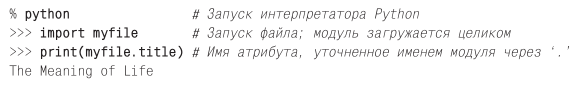 % python # Запуск интерпретатора Python
>>> import myfile # Запуск файла; модуль загружается целиком
>>> print(myfile.title) # Имя атрибута, уточненное именем модуля через ‘.’
The Meaning of Life